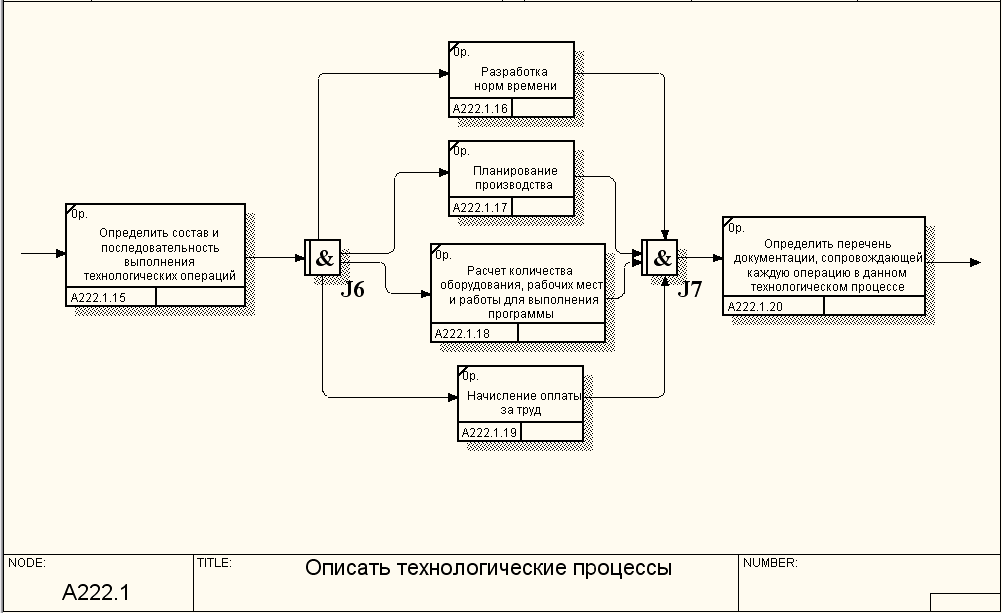 0р.
Разработка
норм времени
A222.1.16
0р.
Планирование
производства
A222.1.17
0р.
Определить состав и
последовательность
выполнения
технологических операций
A222.1.15
&
J6
0р.
Расчет количества
оборудования, рабочих мест
и работы для выполнения
программы
A222.1.18
0р.
Начисление оплаты
за труд
A222.1.19
&
J7
0р.
Определить перечень
документации, сопровождающей
каждую операцию в данном
технологическом процессе
A222.1.20
NODE:
A222.1
TITLE:
Описать технологические процессы
NUMBER: